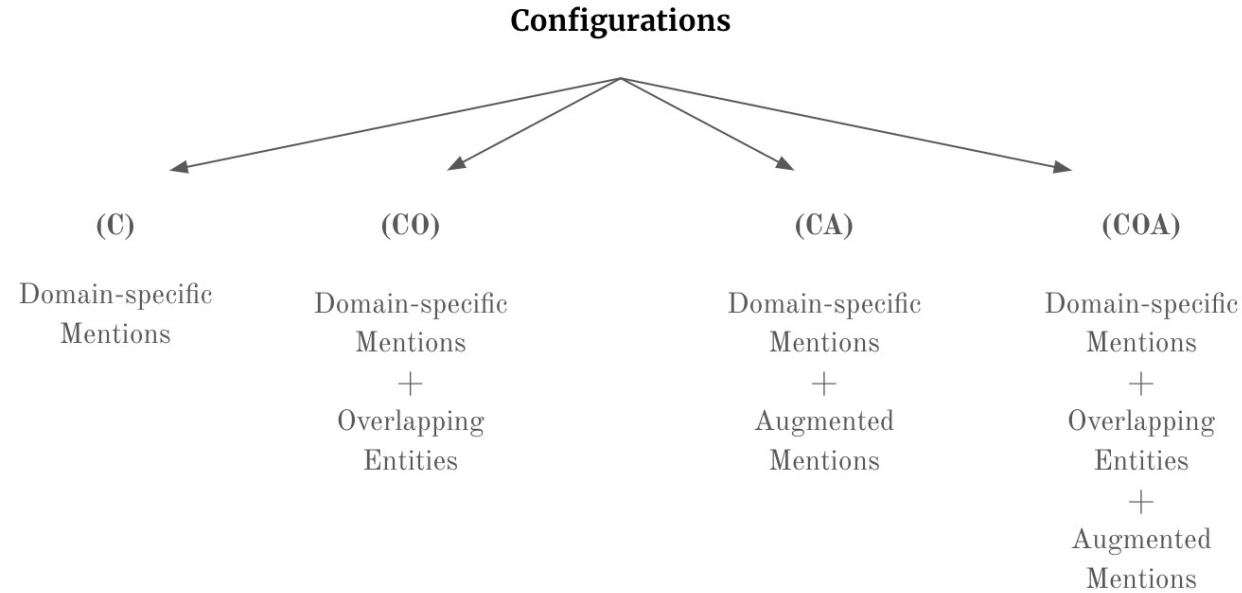 Configurations
(C)
Domain-specific
Mentions
(CO)
Domain-specific
Mentions
+
Overlapping
Entities
(CA)
Domain-specific
Mentions
+
Augmented
Mentions
(COA)
Domain-specific
Mentions
+
Overlapping
Entities
+
Augmented
Mentions